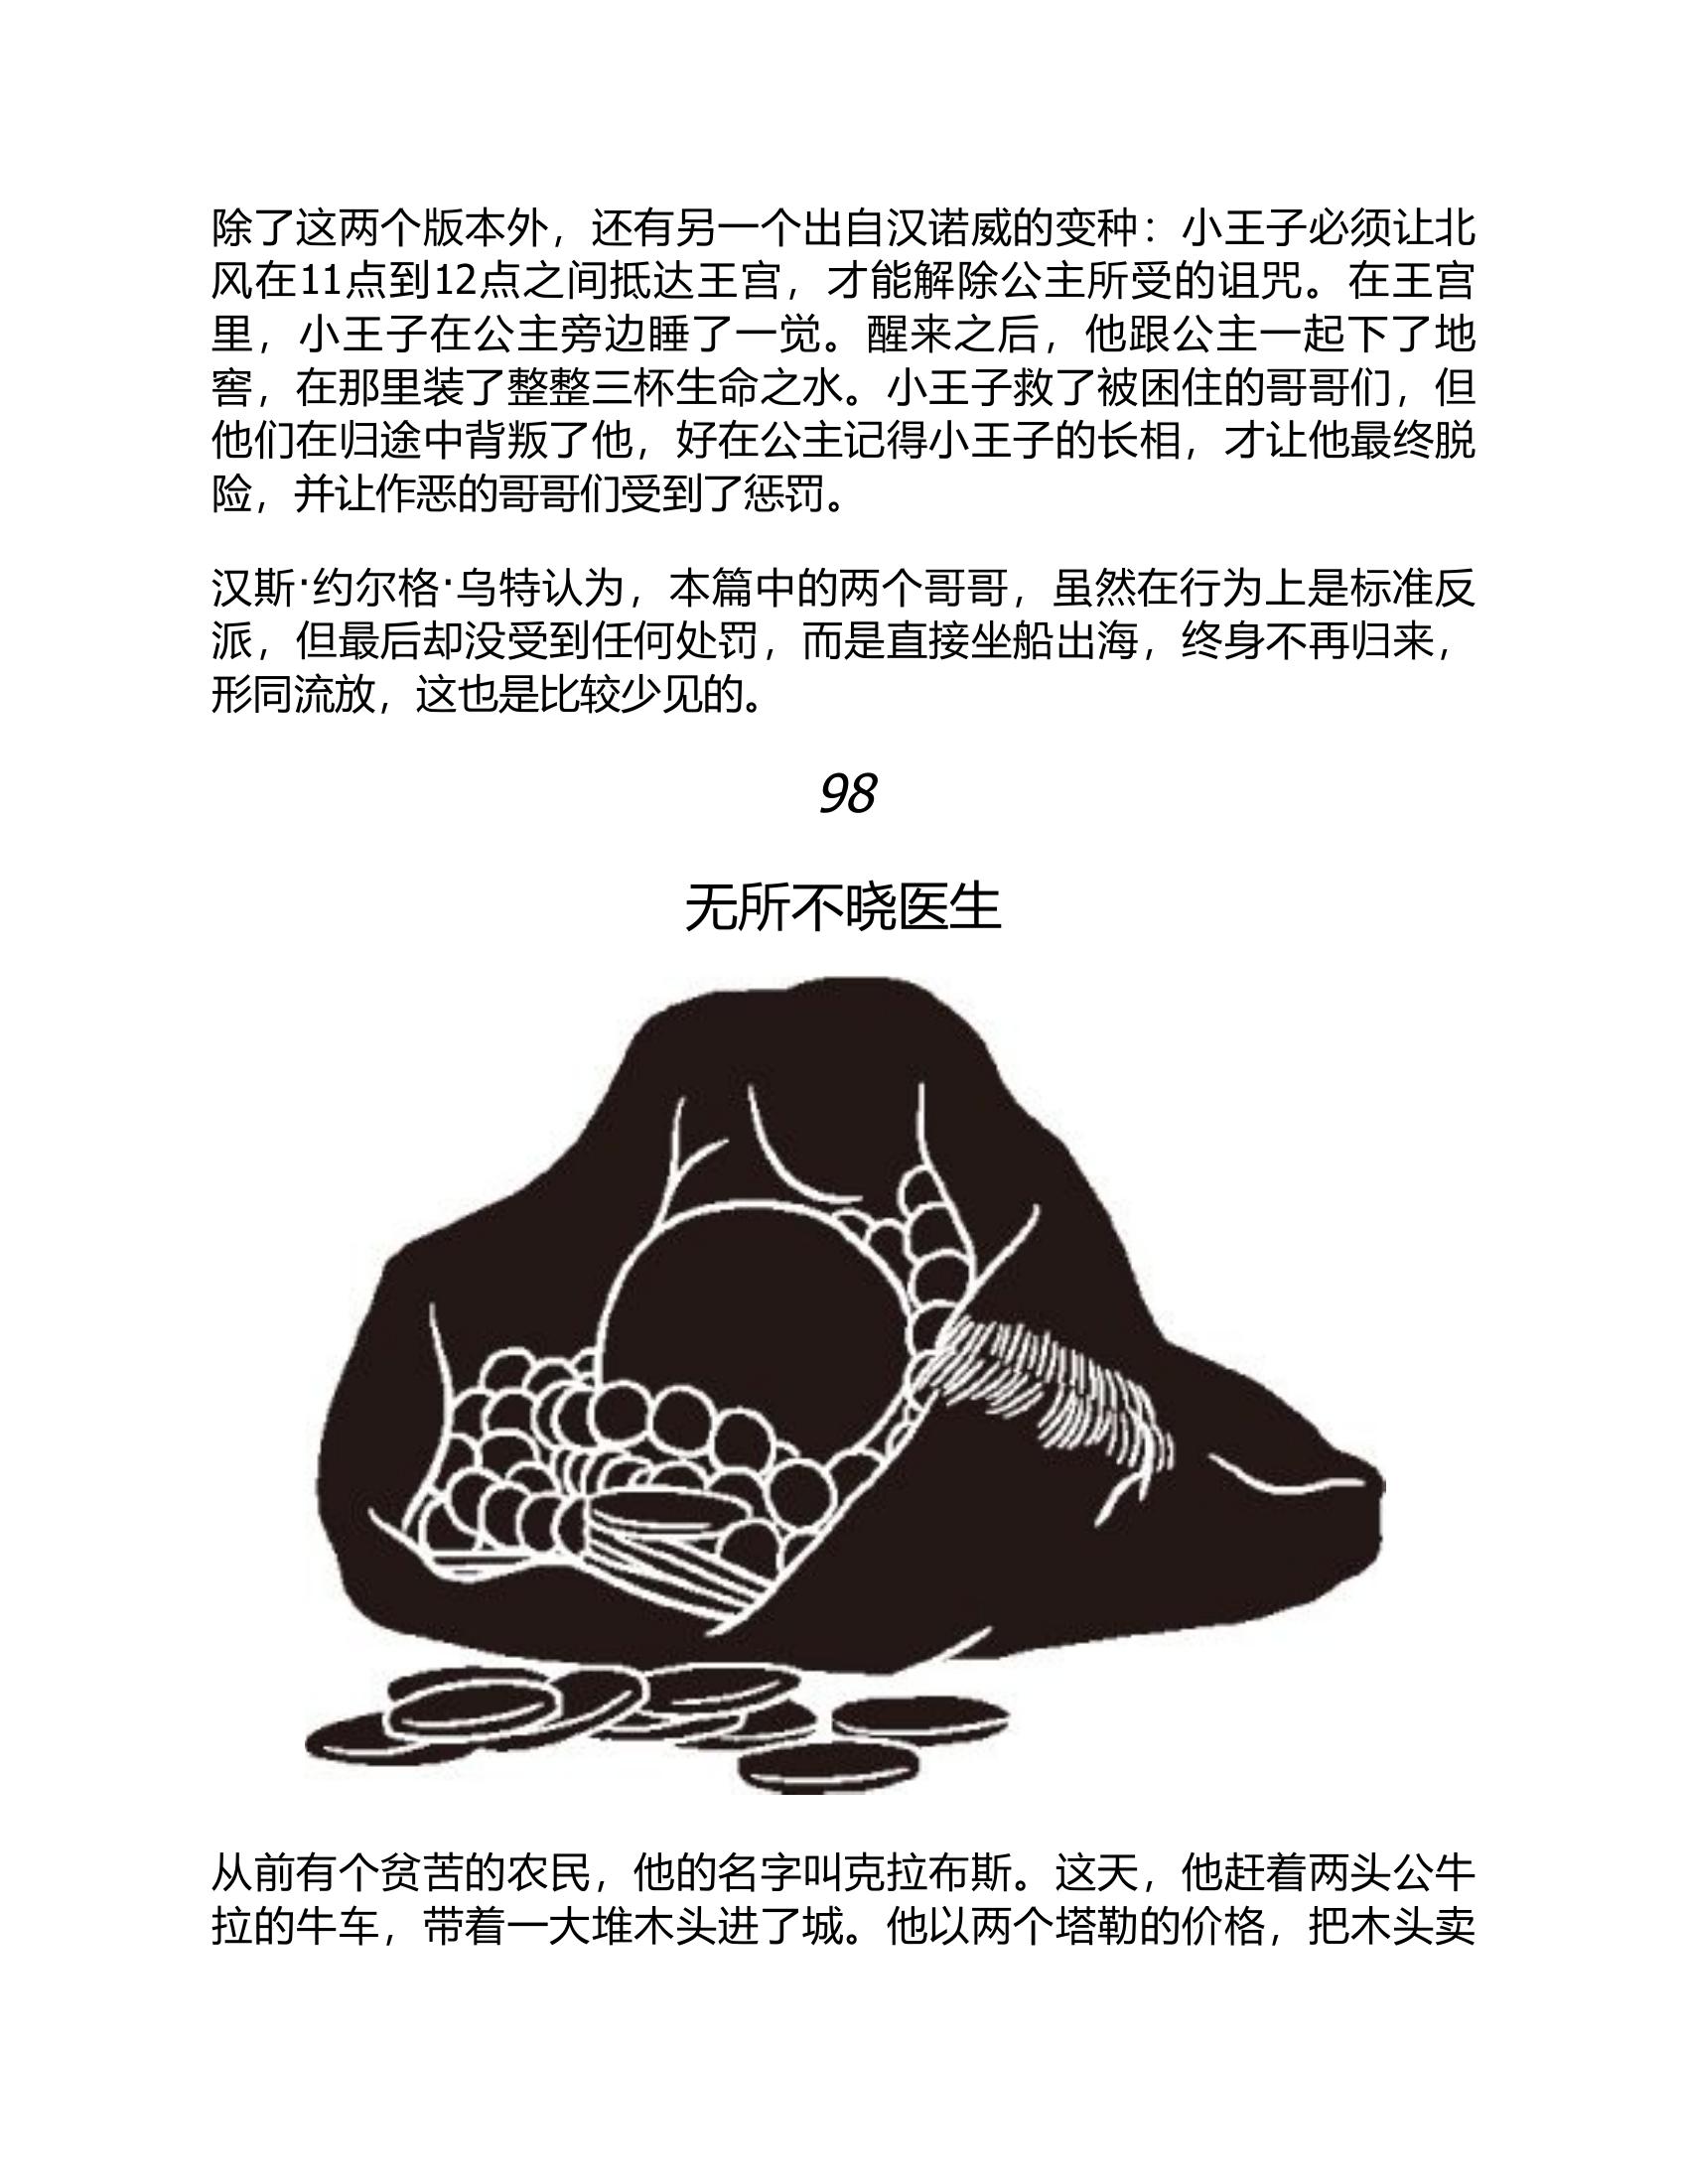 除了这两个版本外，还有另一个出自汉诺威的变种：小王子必须让北
风在11点到12点之间抵达王宫，才能解除公主所受的诅咒。在王宫
里，小王子在公主旁边睡了一觉。醒来之后，他跟公主一起下了地
窖，在那里装了整整三杯生命之水。小王子救了被困住的哥哥们，但
他们在归途中背叛了他，好在公主记得小王子的长相，才让他最终脱
险，并让作恶的哥哥们受到了惩罚。
汉斯·约尔格·乌特认为，本篇中的两个哥哥，虽然在行为上是标准反
派，但最后却没受到任何处罚，而是直接坐船出海，终身不再归来，
形同流放，这也是比较少见的。
98
无所不晓医生
从前有个贫苦的农民，他的名字叫克拉布斯。这天，他赶着两头公牛
拉的牛车，带着一大堆木头进了城。他以两个塔勒的价格，把木头卖